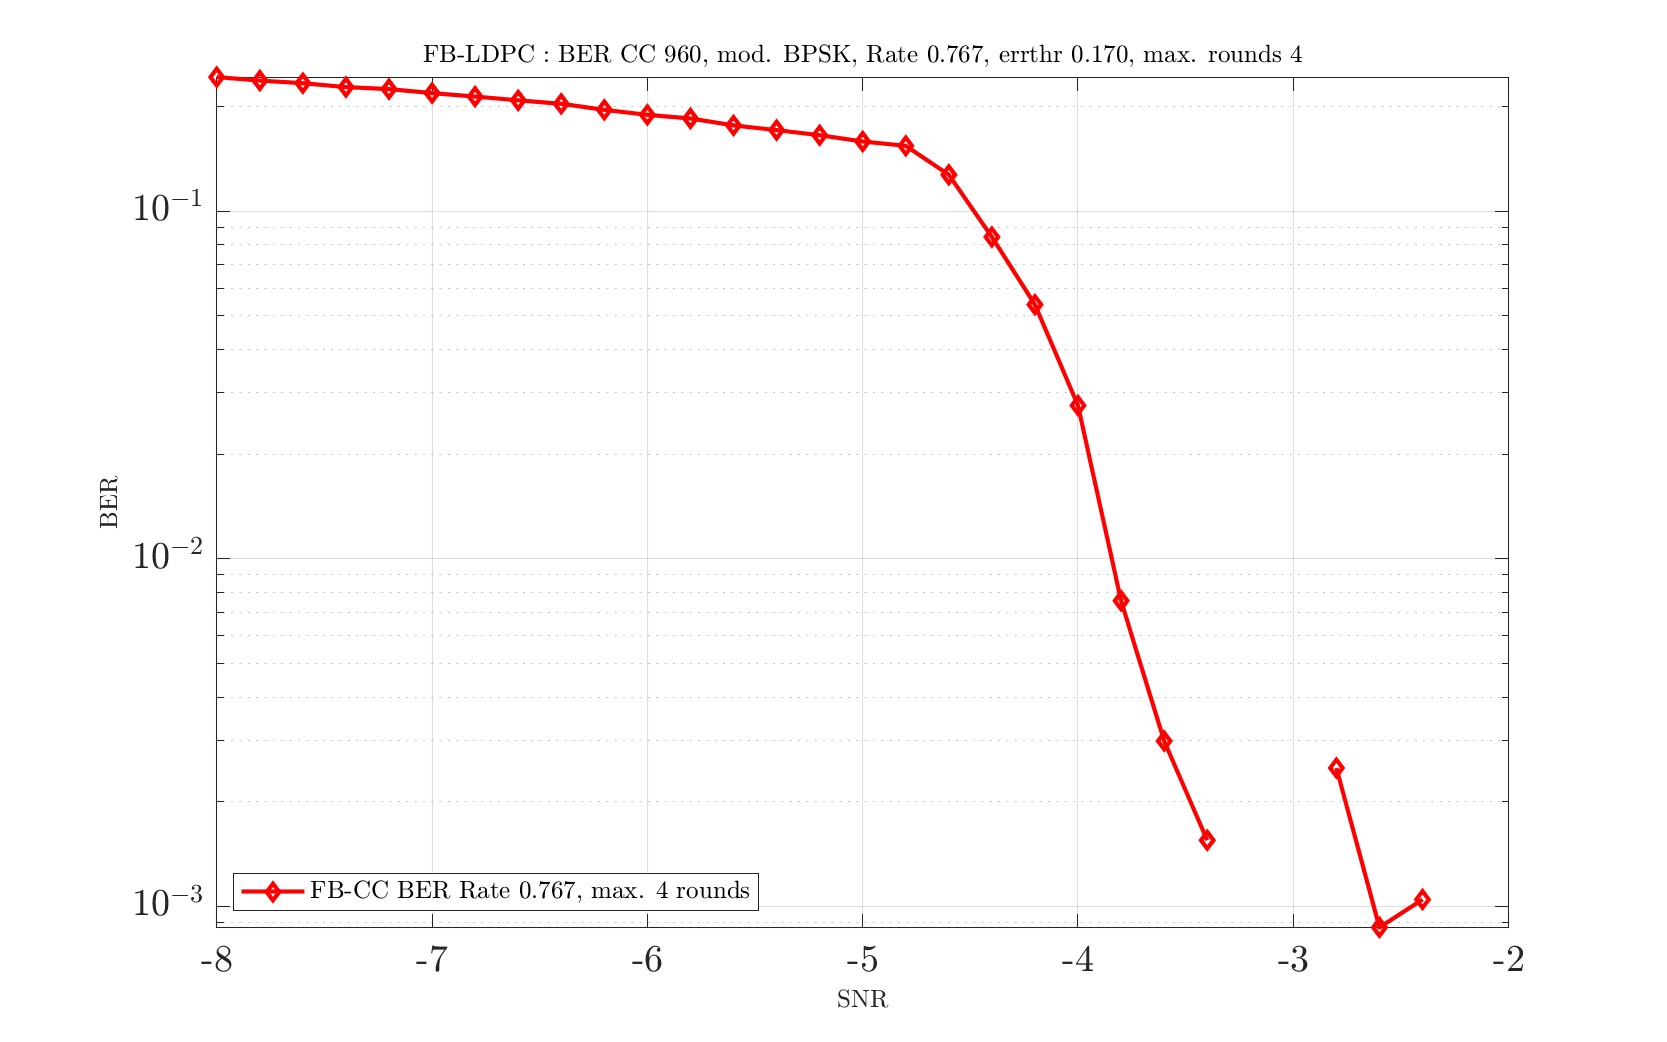 FB-LDPC : BER CC 960, mod. BPSK, Rate 0.767, errthr 0.170, max. rounds 4
10^{-1}
10^{-2}
10^{-3}
BER
FB-CC BER Rate 0.767, max. 4 rounds
-8 -7 -6 -5 -4 -3 -2
SNR